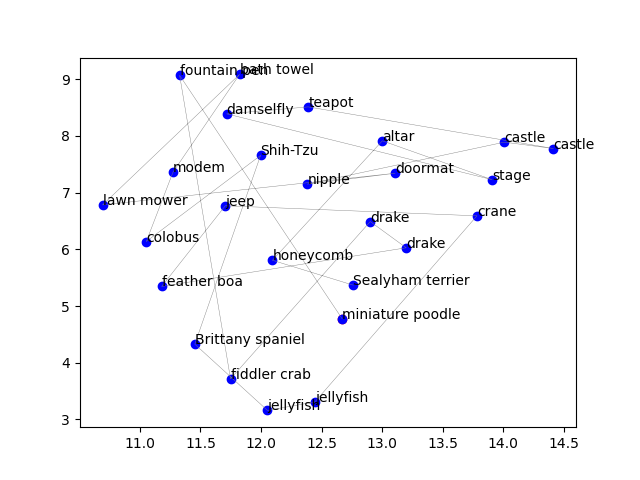 fountain pen
bath towel
9
teapot
damselfly
8
altar
castle
castle
Shih-Tzu
modem
doormat
nipple
stage
7
lawn mower
jeep
crane
drake
colobus
drake
6
honeycomb
feather boa
Sealyham terrier
5
miniature poodle
Brittany spaniel
4
fiddler crab
jellyfish
jellyfish
3
11.0 11.5 12.0 12.5 13.0 13.5 14.0 14.5